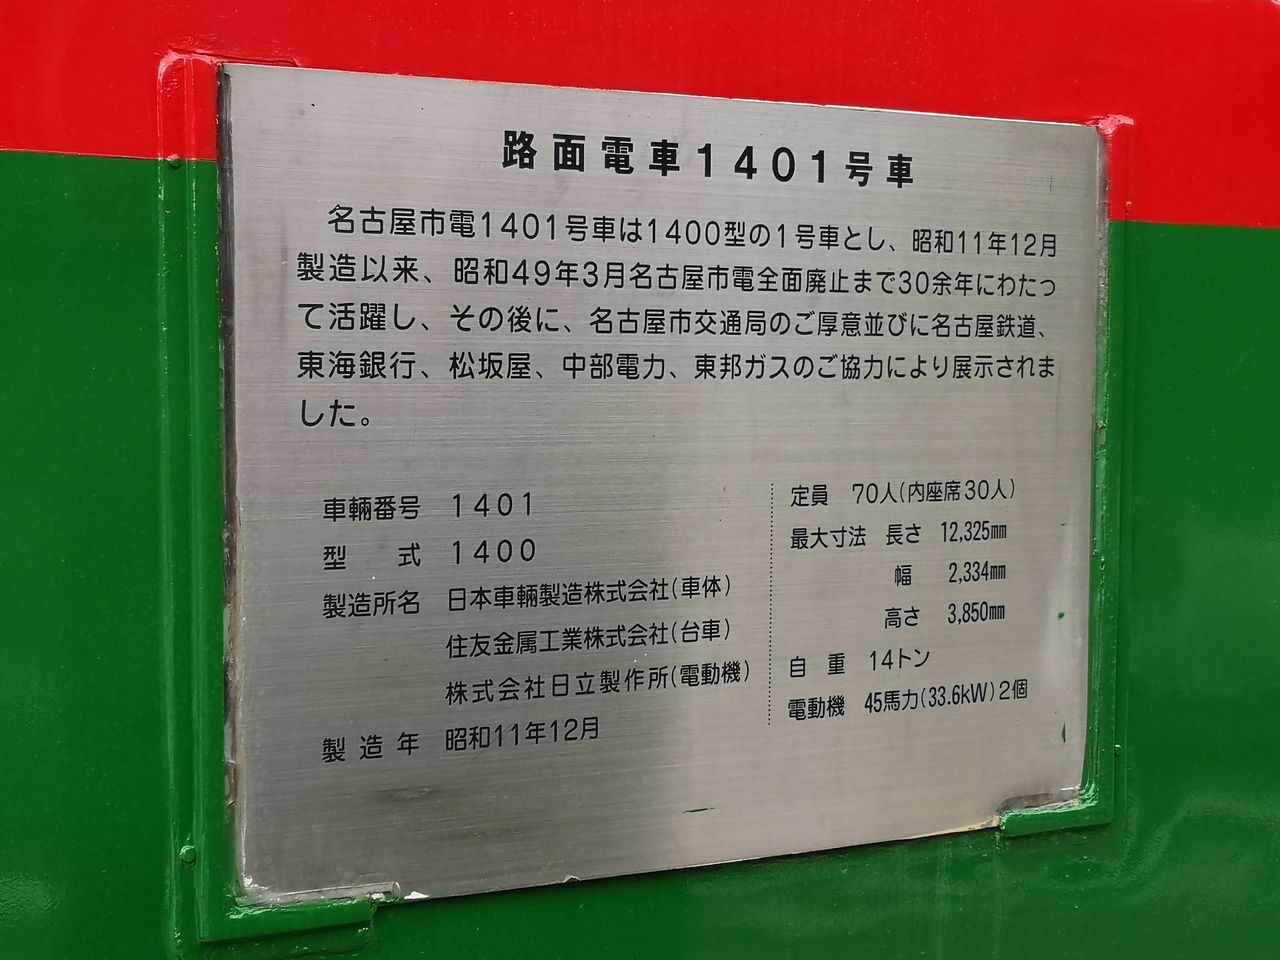 路面電車1401号車
名古屋市電1401号車は1400型の1号車とし、昭和11年12月
製造以来、昭和49年3月名古屋市電全面廃止まで30余年にわたっ
て活躍し、その後に、名古屋市交通局のご厚意並びに名古屋鉄道、
東海銀行、松坂屋、中部電力、東邦ガスのご協力により展示されま
した。
車輛番号 1401
型式 1400
製造所名 日本車輛製造株式会社(車体)
住友金属工業株式会社(台車)
株式会社日立製作所(電動機)
製造年 昭和11年12月
定員 70人(内座席30人)
最大寸法 長さ 12,325㎜
幅 2,334㎜
高さ 3,850㎜
自重 14トン
電動機 45馬力(33.6kW)2個